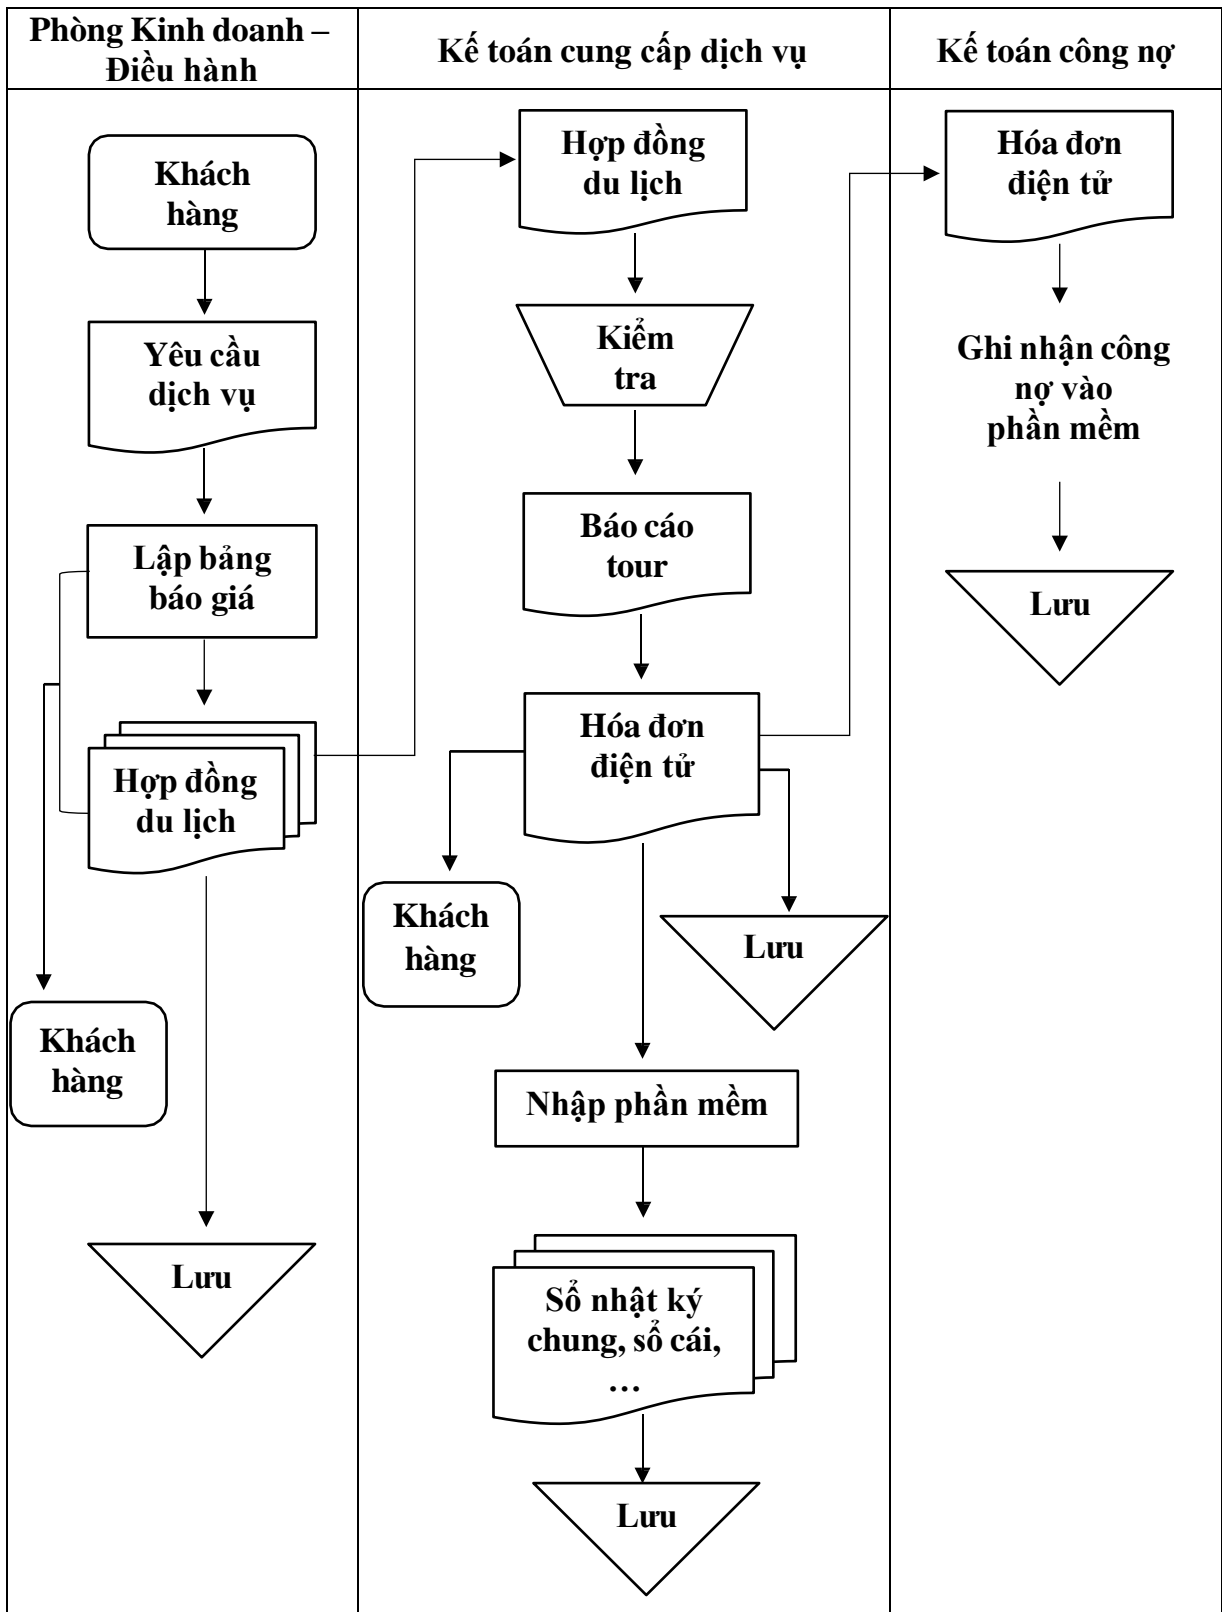 Phòng Kinh doanh –
Điều hành
Kế toán cung cấp dịch vụ
Kế toán công nợ
Khách
hàng
Yêu cầu
dịch vụ
Lập bảng
báo giá
Hợp đồng
du lịch
Khách
hàng
Lưu
Hợp đồng
du lịch
Kiểm
tra
Báo cáo
tour
Hóa đơn
điện tử
Khách
hàng
Lưu
Nhập phần mềm
Sổ nhật ký
chung, sổ cái,
…
Lưu
Hóa đơn
điện tử
Ghi nhận công
nợ vào
phần mềm
Lưu